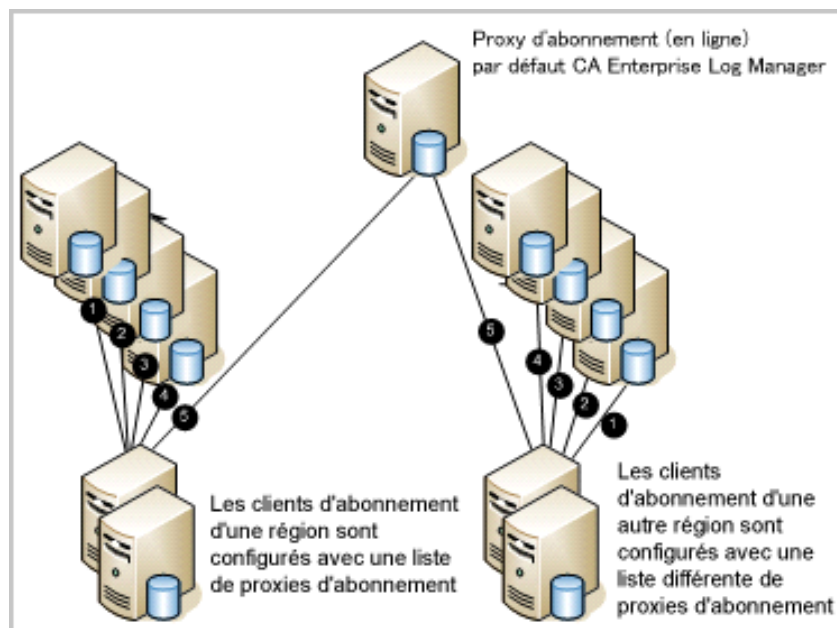 Proxy d'abonnement (en ligne)
par défaut CA Enterprise Log Manager
1
2
3
4
5
5
4
3
2
1
Les clients d'abonnement
d'une région sont
configurés avec une liste
de proxies d'abonnement
Les clients
d'abonnement d'une
autre région sont
configurés avec une
liste différente de
proxies d'abonnement